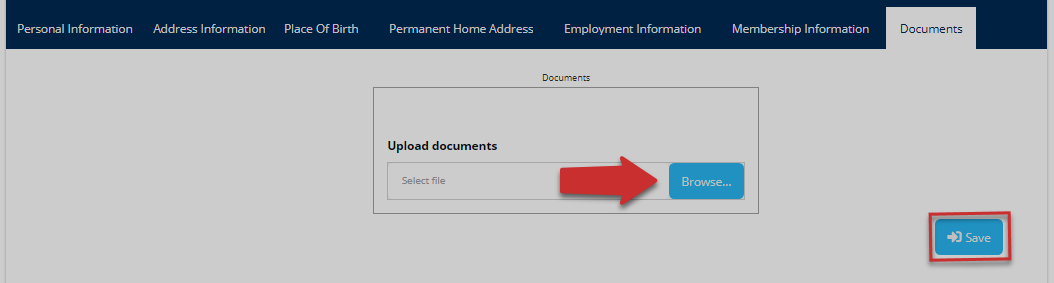 Personal Information Address Information Place Of Birth Permanent Home Address Employment Information Membership Information Documents
Documents
Upload documents
Select file Browse...
Save